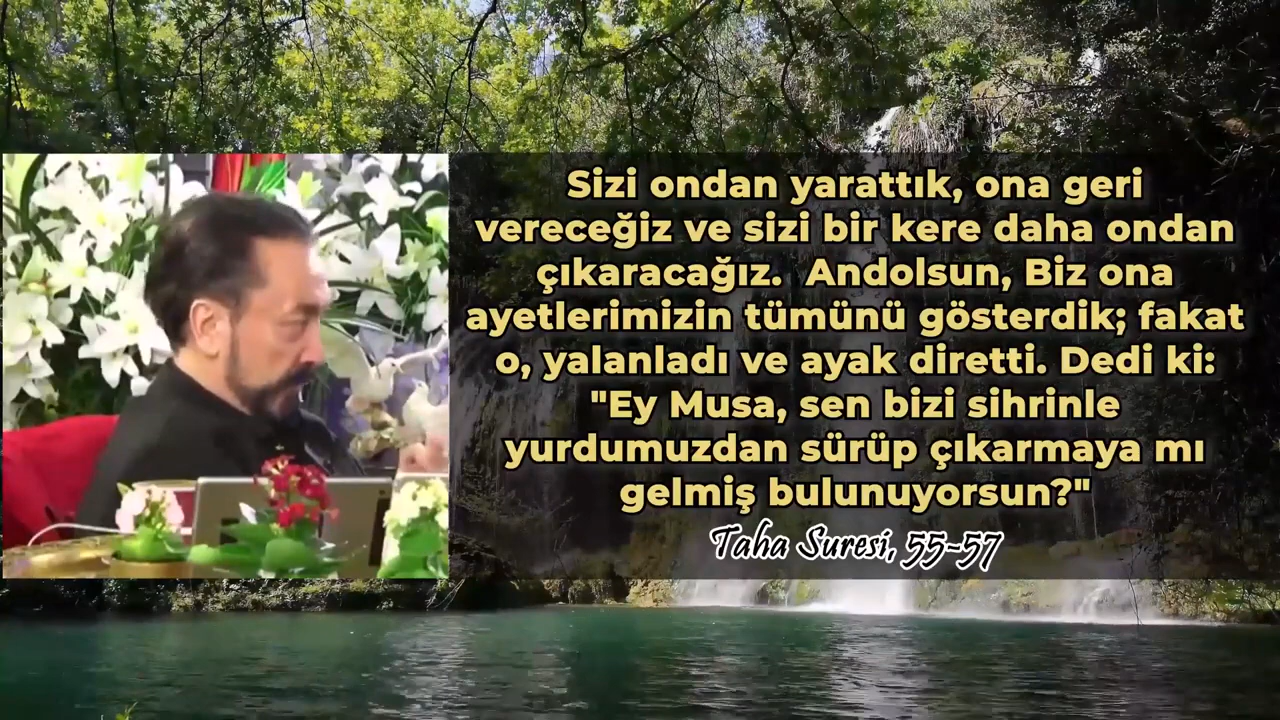 Sizi ondan yarattık, ona geri
vereceğiz ve sizi bir kere daha ondan
çıkaracağız.  Andolsun, Biz ona
ayetlerimizin tümünü gösterdik; fakat
o, yalanladı ve ayak diretti. Dedi ki:
"Ey Musa, sen bizi sihrinle
yurdumuzdan sürüp çıkarmaya mı
gelmiş bulunuyorsun?"
Taha Suresi, 55-57